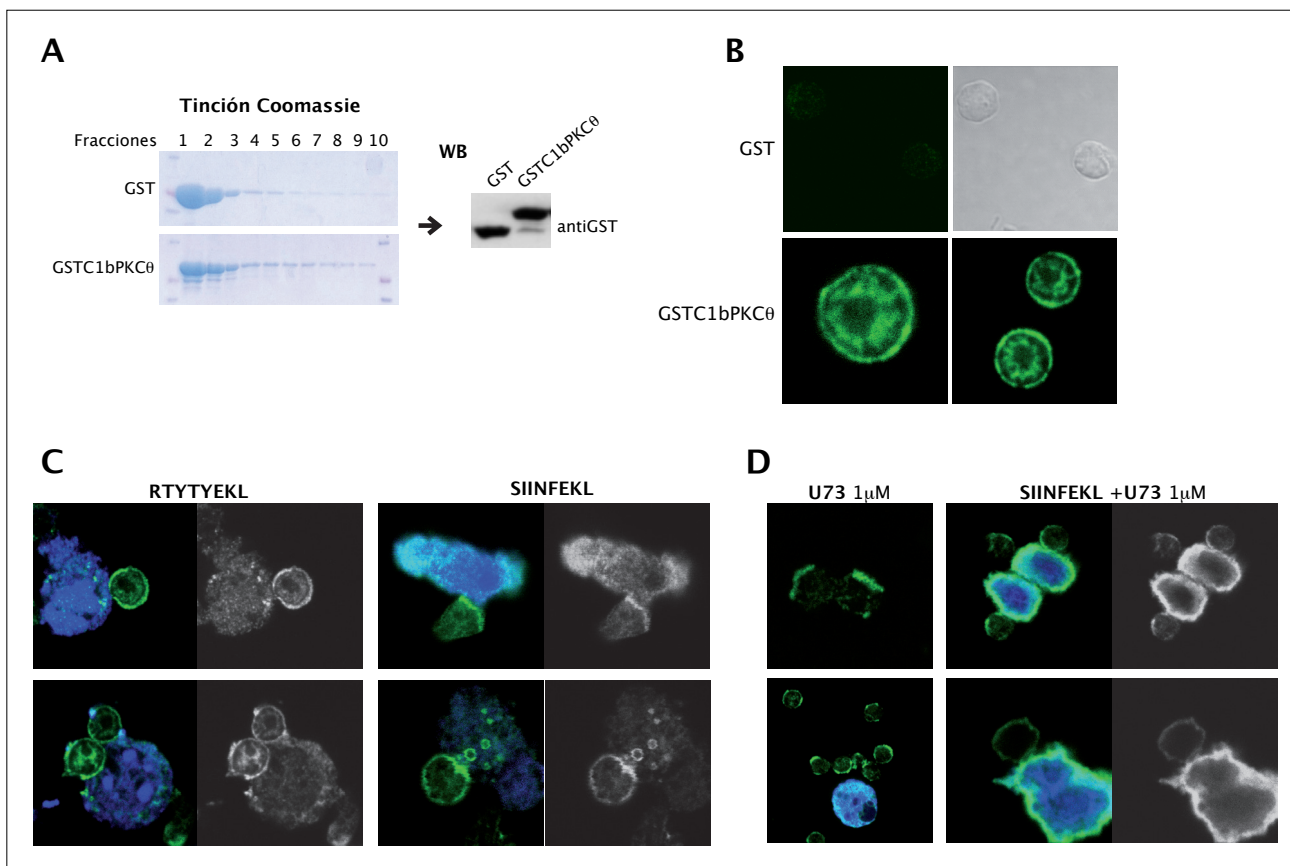 A
Tinción Coomassie
Fracciones 1 2 3 4 5 6 7 8 9 10
GST
GSTC1bPKCθ
WB
GST
GSTC1bPKCθ
antiGST
B
GST
GSTC1bPKCθ
C
RTYTYEKL
SIINFEKL
D
U73 1μM
SIINFEKL +U73 1μM